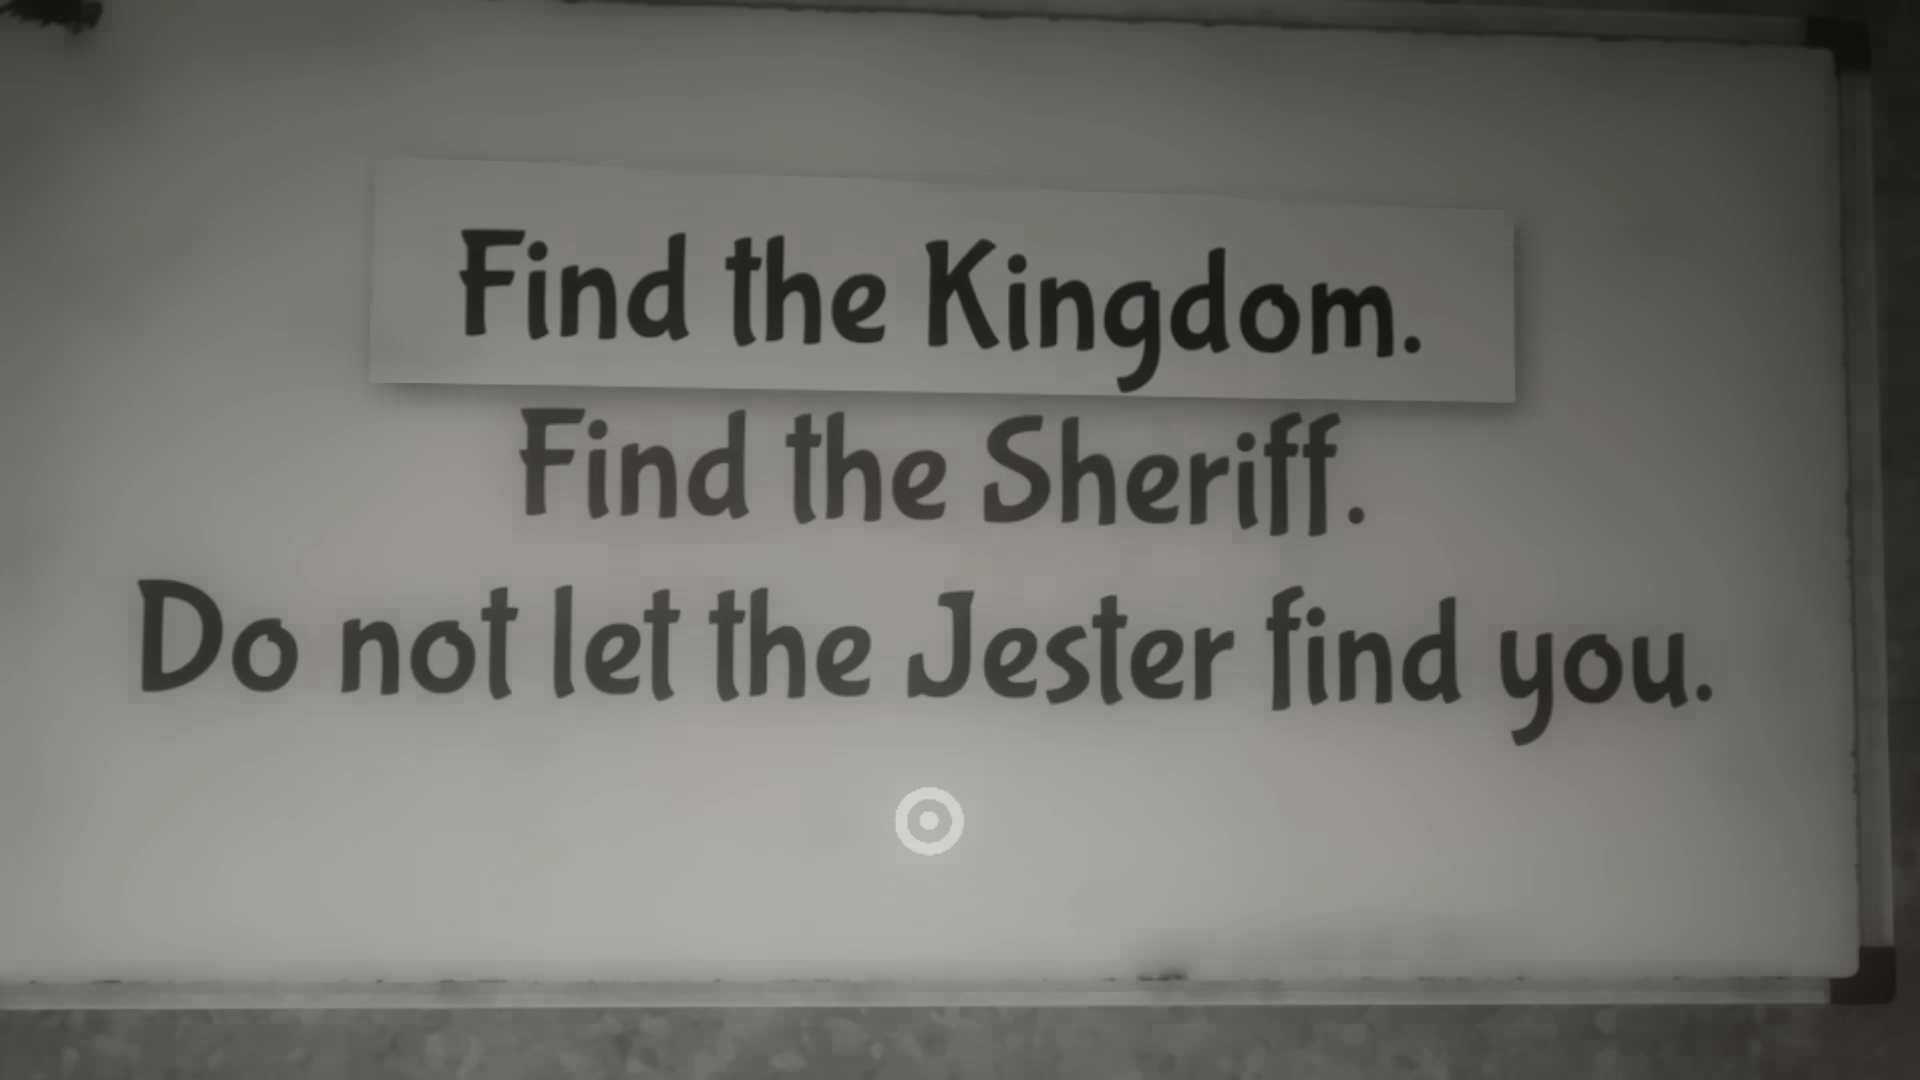 Find the Kingdom.
Find the Sheriff.
Do not let the Jester find you.